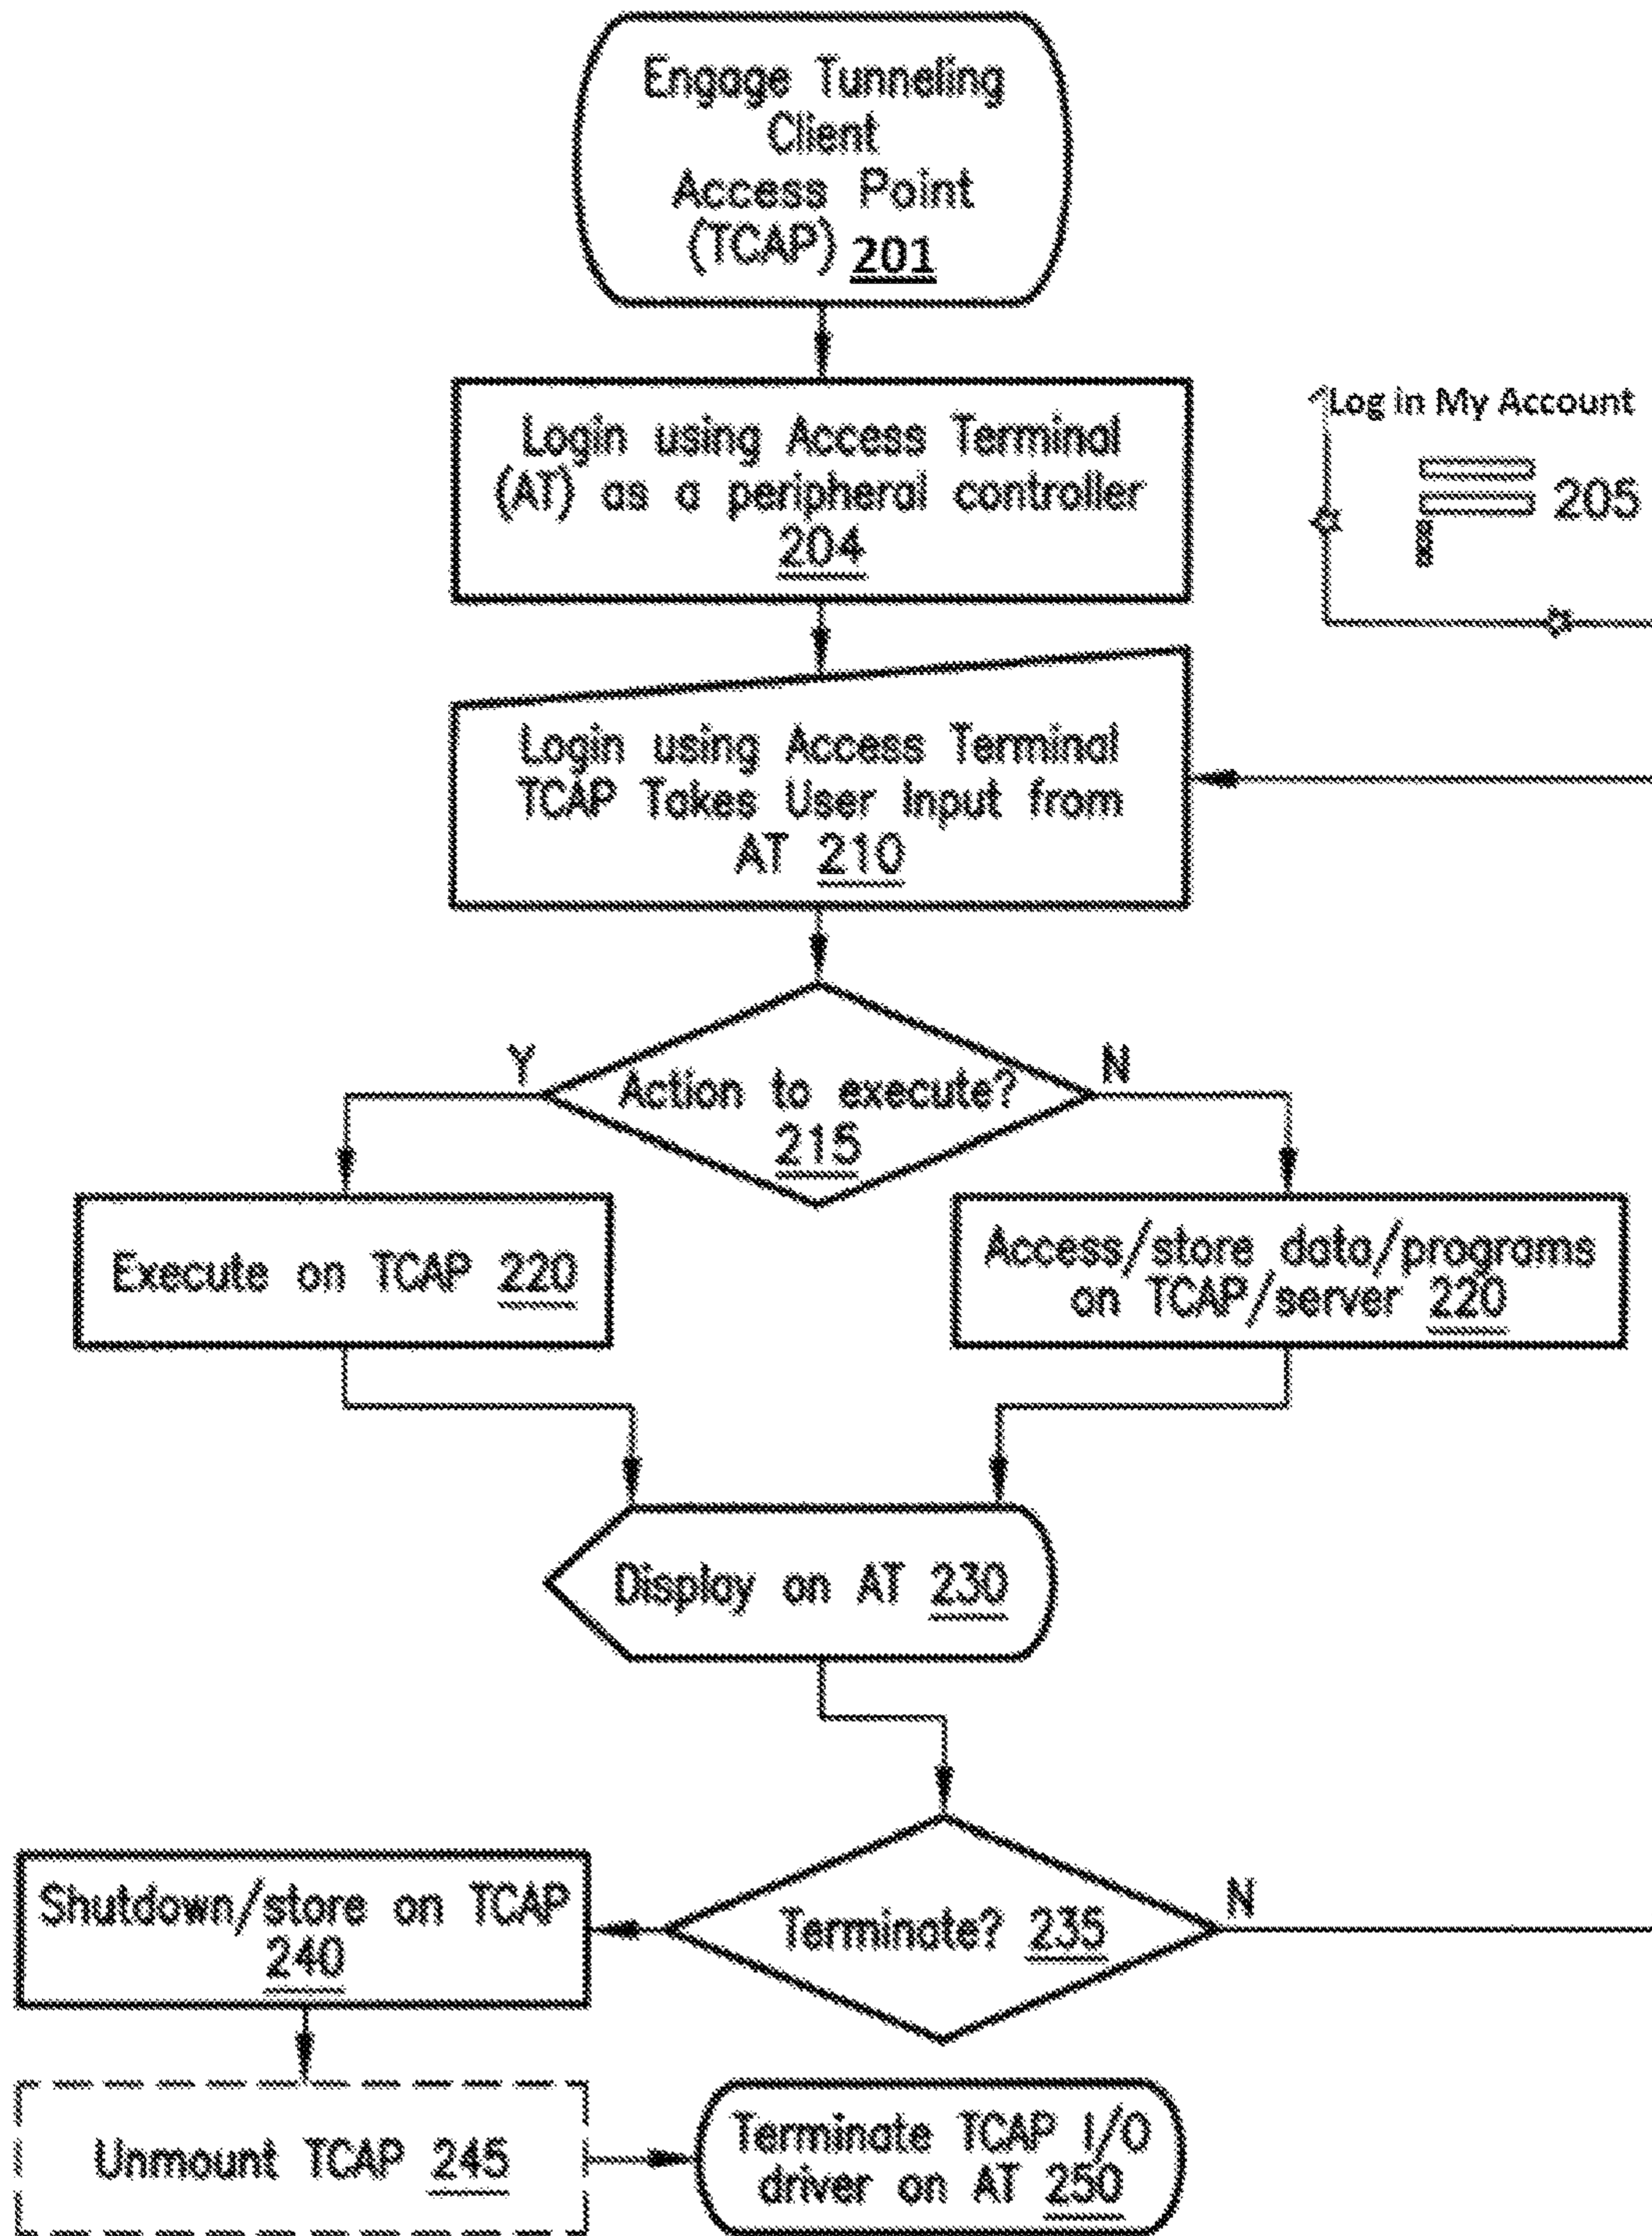 Engage Tunneling
Client
Access Point
(TCAP) 201
Login using Access Terminal
(AT) as a peripheral controller
204
Log in My Account
205
Login using Access Terminal
TCAP Takes User Input from
AT 210
Y
N
Action to execute?
215
Execute on TCAP 220
Access/store data/programs
on TCAP/server 220
Display on AT 230
Shutdown/store on TCAP
240
Terminate? 235
N
Unmount TCAP 245
Terminate TCAP I/O
driver on AT 250